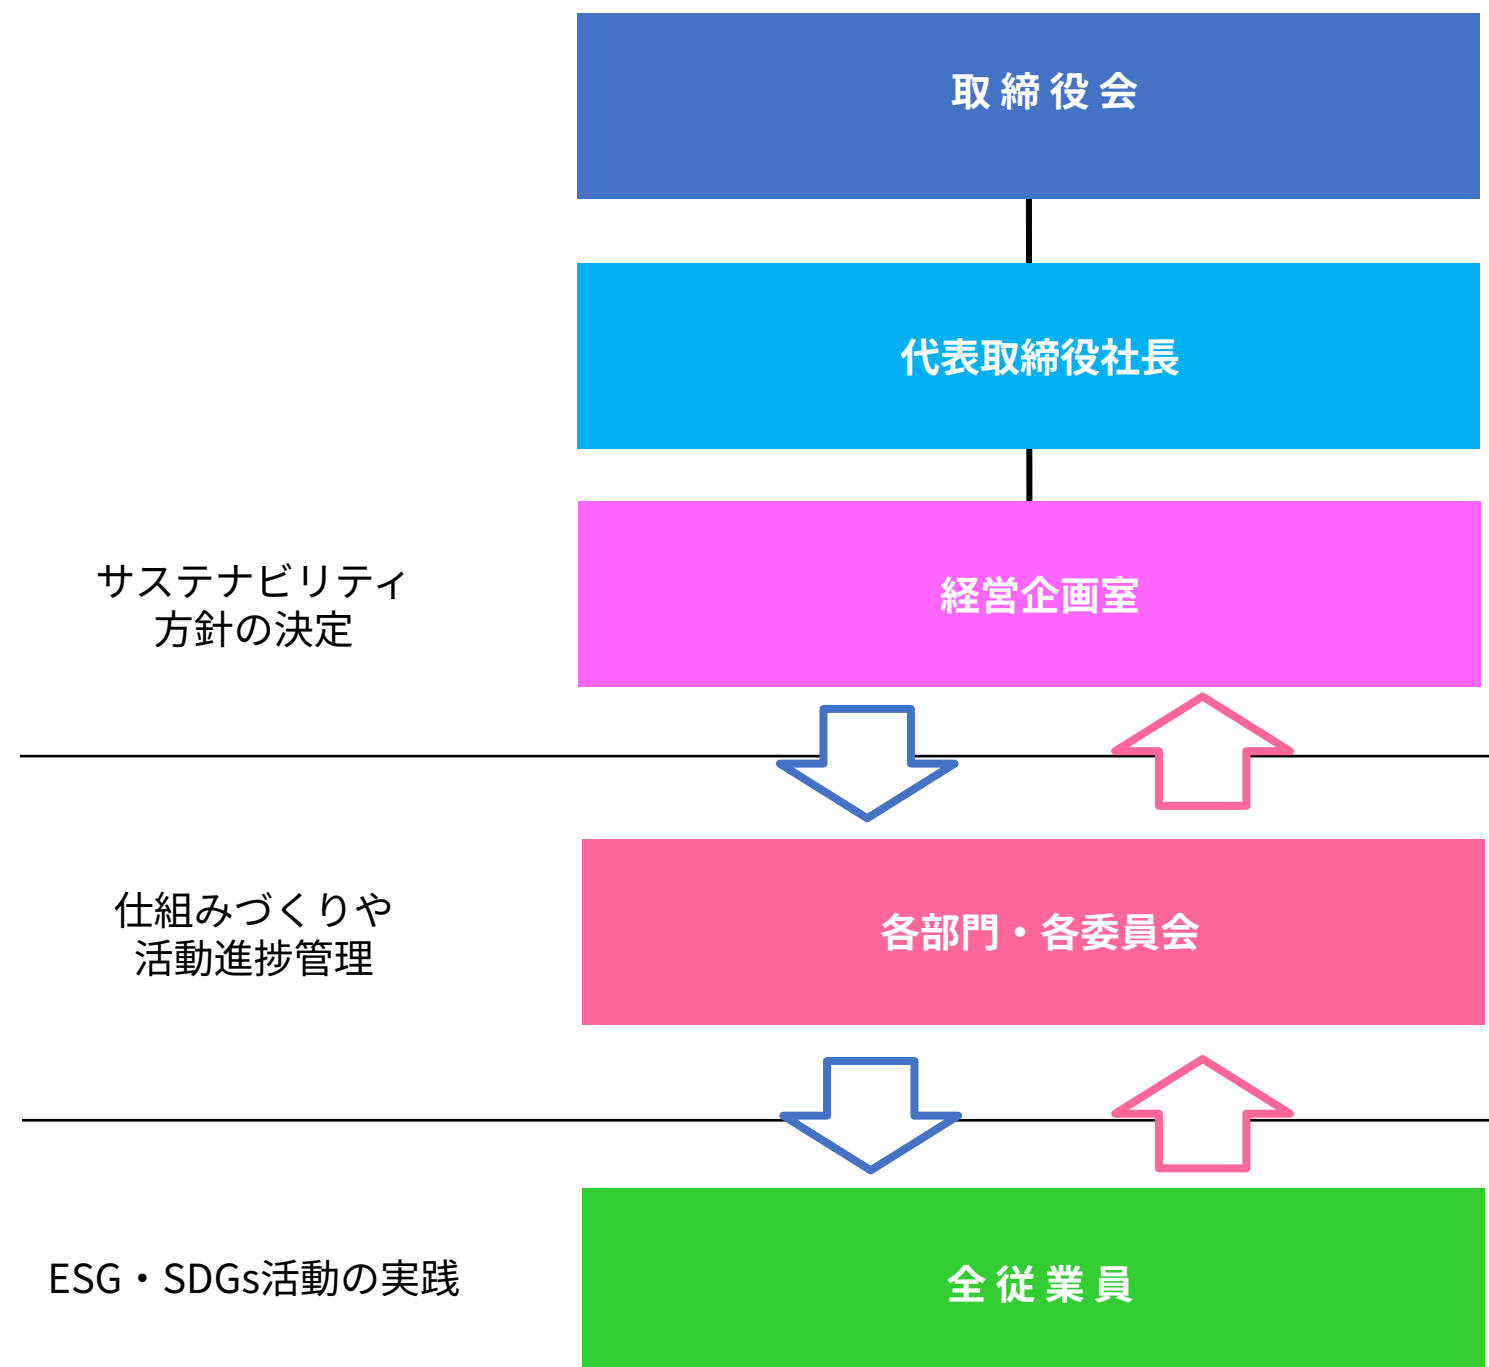 取締役会
代表取締役社長
サステナビリティ
方針の決定
経営企画室
仕組みづくりや
活動進捗管理
各部門・各委員会
ESG・SDGs活動の実践
全従業員